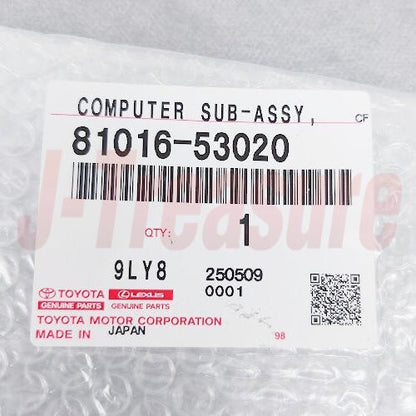 COMPUTER SUB-ASSY, CF
81016-53020
J-Treasure
QTY: 1
9LY8 250509
0001
TOYOTA LEXUS
GENUINE PARTS GENUINE PARTS
TOYOTA MOTOR CORPORATION
MADE IN JAPAN 98